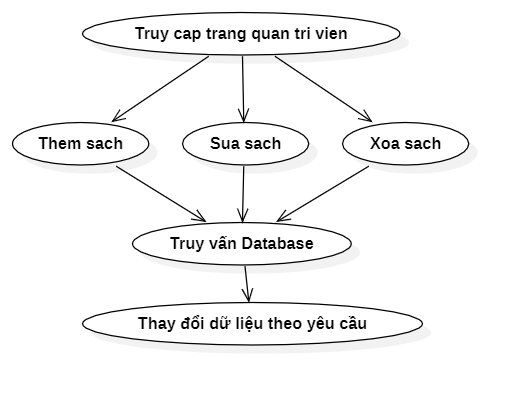 Truy cap trang quan tri vien
Them sach
Sua sach
Xoa sach
Truy vấn Database
Thay đổi dữ liệu theo yêu cầu